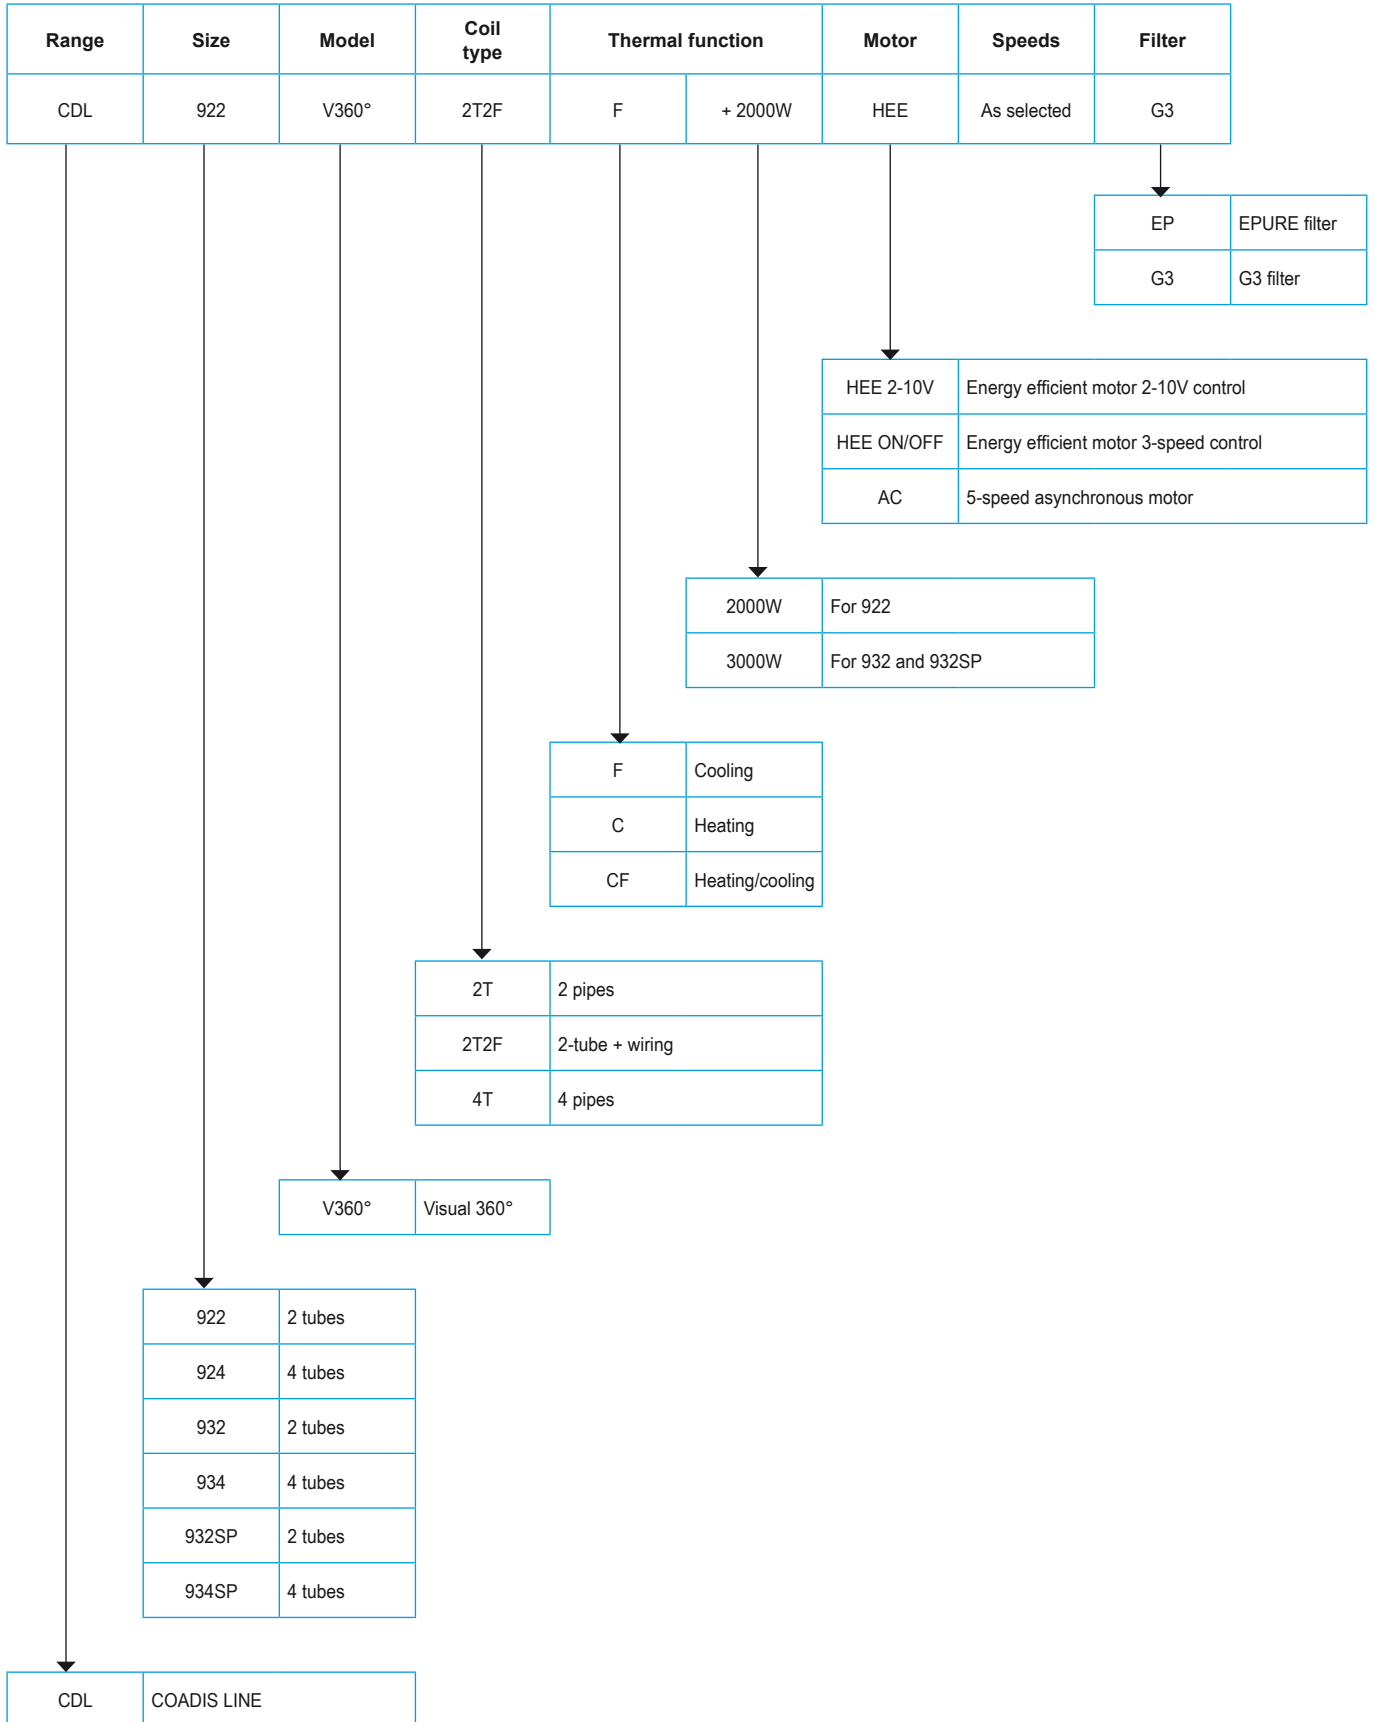 Range Size Model Coil type Thermal function Motor Speeds Filter
CDL 922 V360° 2T2F F + 2000W HEE As selected G3
EP EPURE filter
G3 G3 filter
HEE 2-10V Energy efficient motor 2-10V control
HEE ON/OFF Energy efficient motor 3-speed control
AC 5-speed asynchronous motor
2000W For 922
3000W For 932 and 932SP
F Cooling
C Heating
CF Heating/cooling
2T 2 pipes
2T2F 2-tube + wiring
4T 4 pipes
V360° Visual 360°
922 2 tubes
924 4 tubes
932 2 tubes
934 4 tubes
932SP 2 tubes
934SP 4 tubes
CDL COADIS LINE